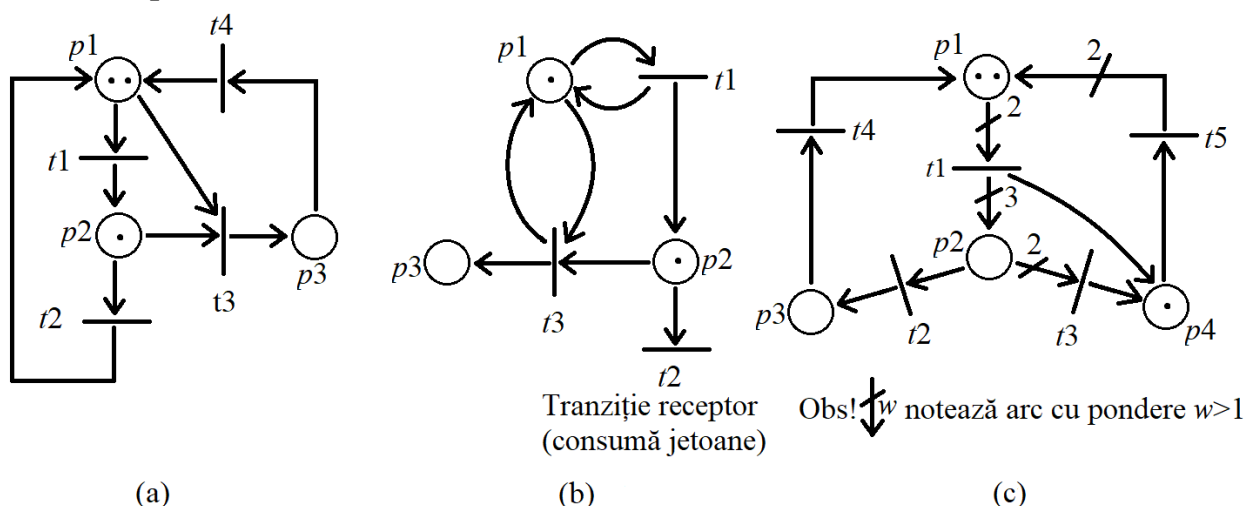 p1
t4
t1
p2
p3
t3
t2
p1
t1
p3
p2
t3
t2
Tranziție receptor
(consumă jetoane)
p1
2
2
t4
t5
t1
3
p2
2
p3
t2
t3
p4
Obs! w notează arc cu pondere w>1
(a)
(b)
(c)